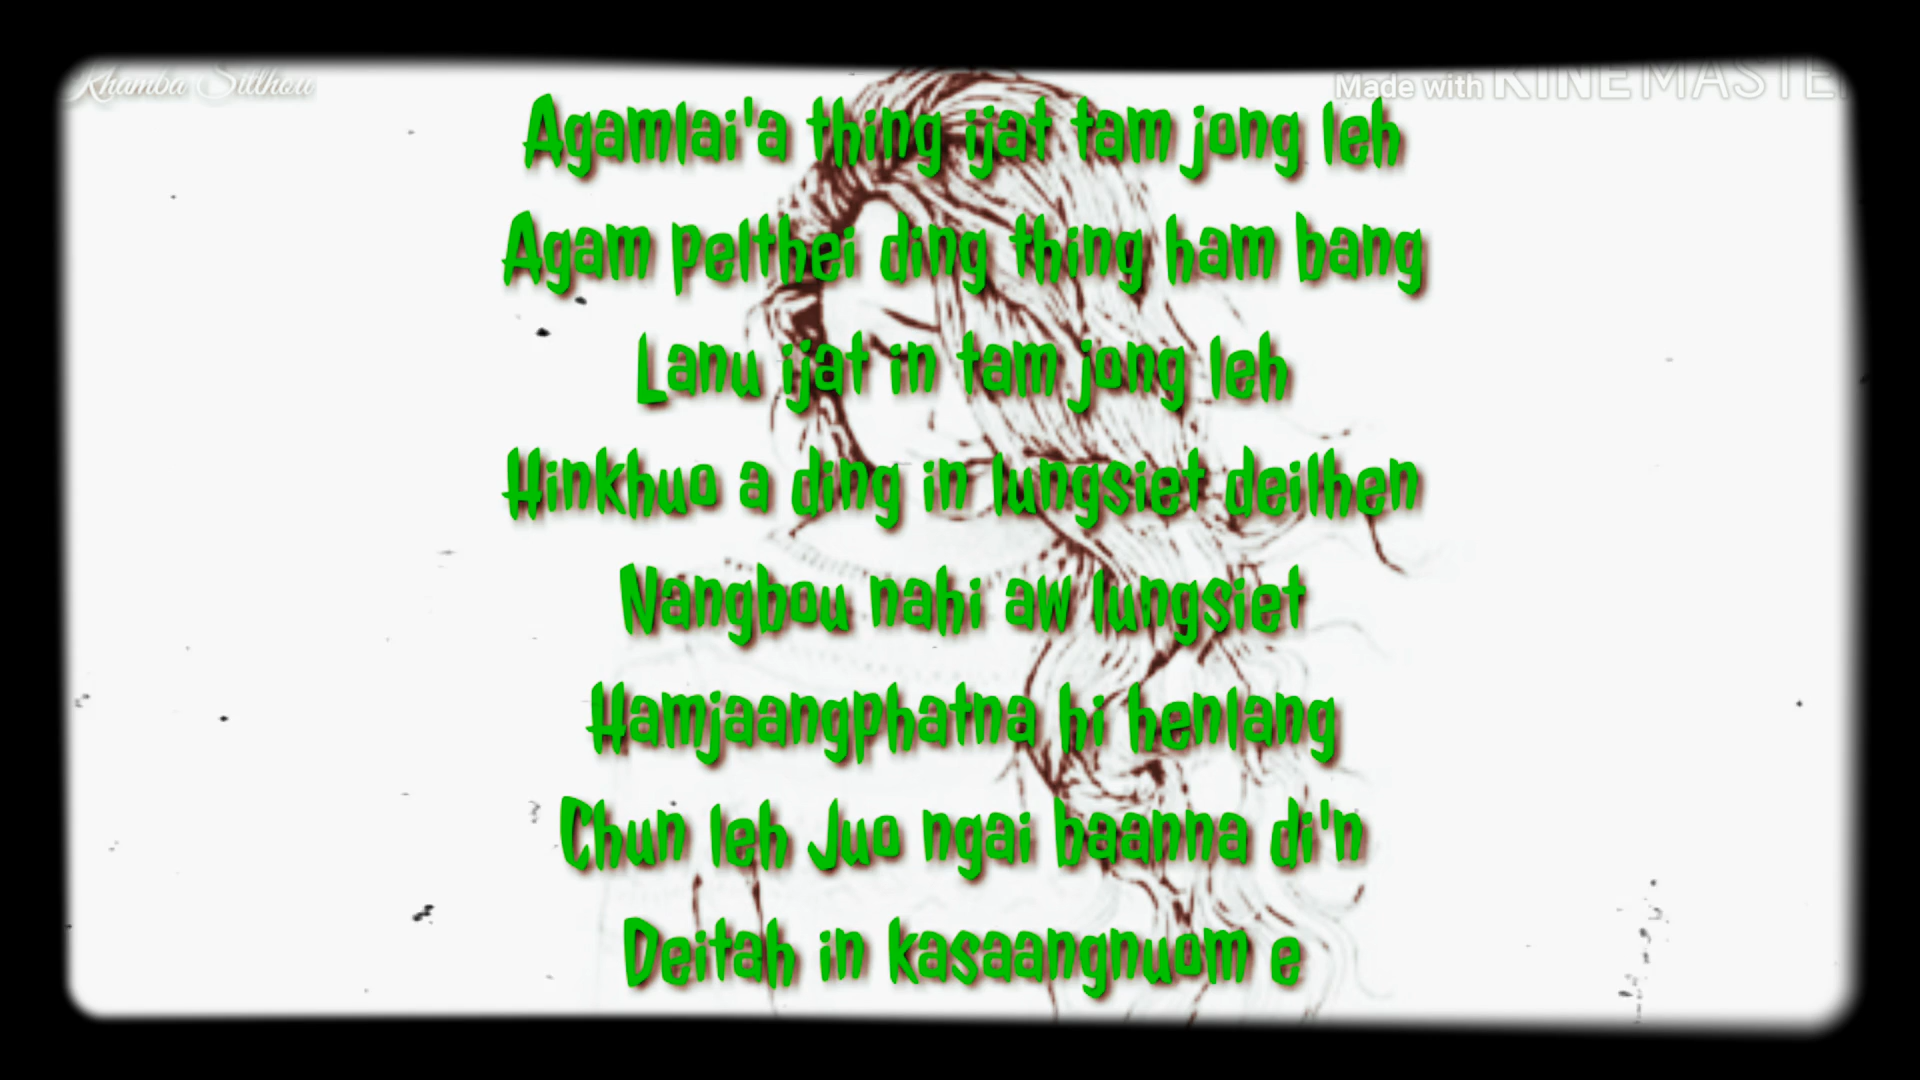 Khamba Sitlhou
Made with KINEMASTER
Agamlai'a thing ijat tam jong leh
Agam pelthei ding thing ham bang
Lanu ijat in tam jong leh
Hinkhuo a ding in lungsiet deilhen
Nangbou nahi aw lungsiet
Hamjaangphatna hi henlang
Chun leh Juo ngai baanna di'n
Deitah in kasaangnuom e